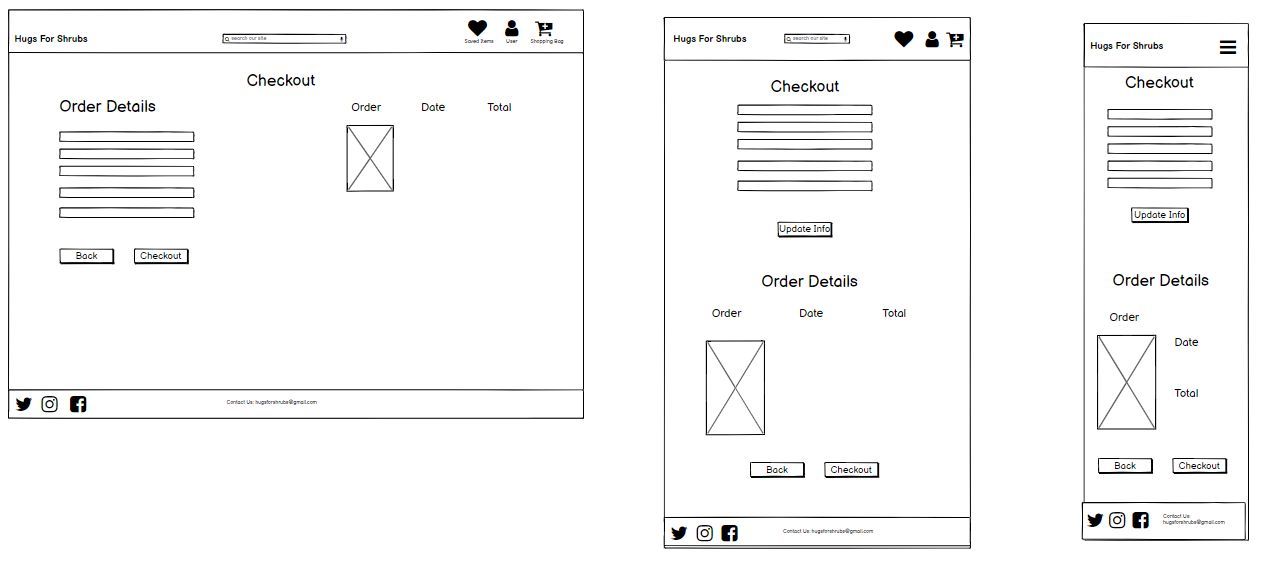 Hugs For Shrubs
search our site
Saved Items
User
Shopping Bag
Checkout
Order Details
Order Date Total
Back Checkout
Contact Us: hugsforshrubs@gmail.com
Hugs For Shrubs
search our site
Checkout
Update Info
Order Details
Order Date Total
Back Checkout
Contact Us: hugsforshrubs@gmail.com
Hugs For Shrubs
Checkout
Update Info
Order Details
Order
Date
Total
Back Checkout
Contact Us:
hugsforshrubs@gmail.com